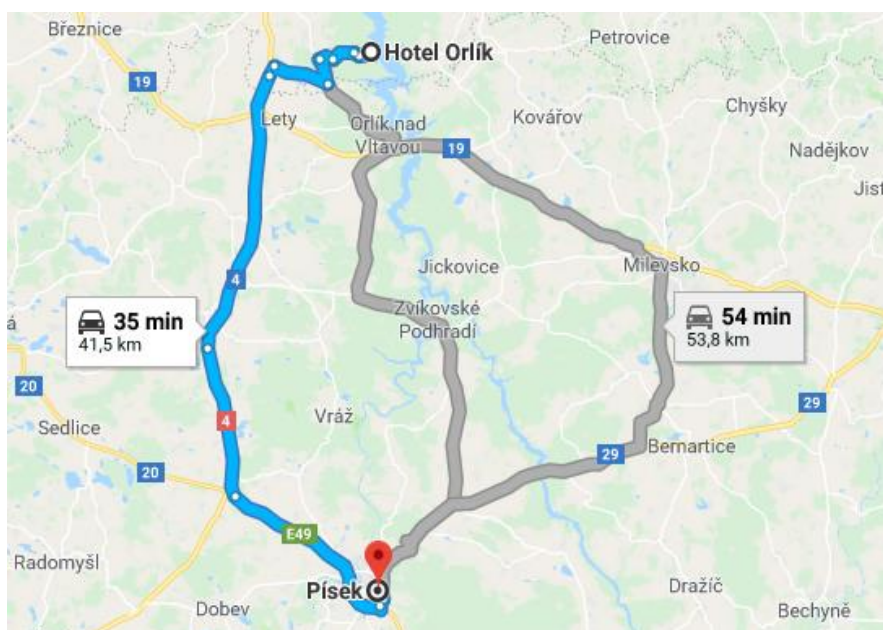 Březnice
Hotel Orlík
Petrovice
19
Chyšky
Lety
Orlík nad
Vltavou
Kovářov
19
Nadějkov
Jist
Milevsko
Jickovice
4
Zvíkovské
Podhradí
35 min
41,5 km
54 min
53,8 km
á
20
29
Sedlice
4
Vráž
Bernartice
29
20
E49
Radomyšl
Písek
Dobev
Dražíč
Bechyně